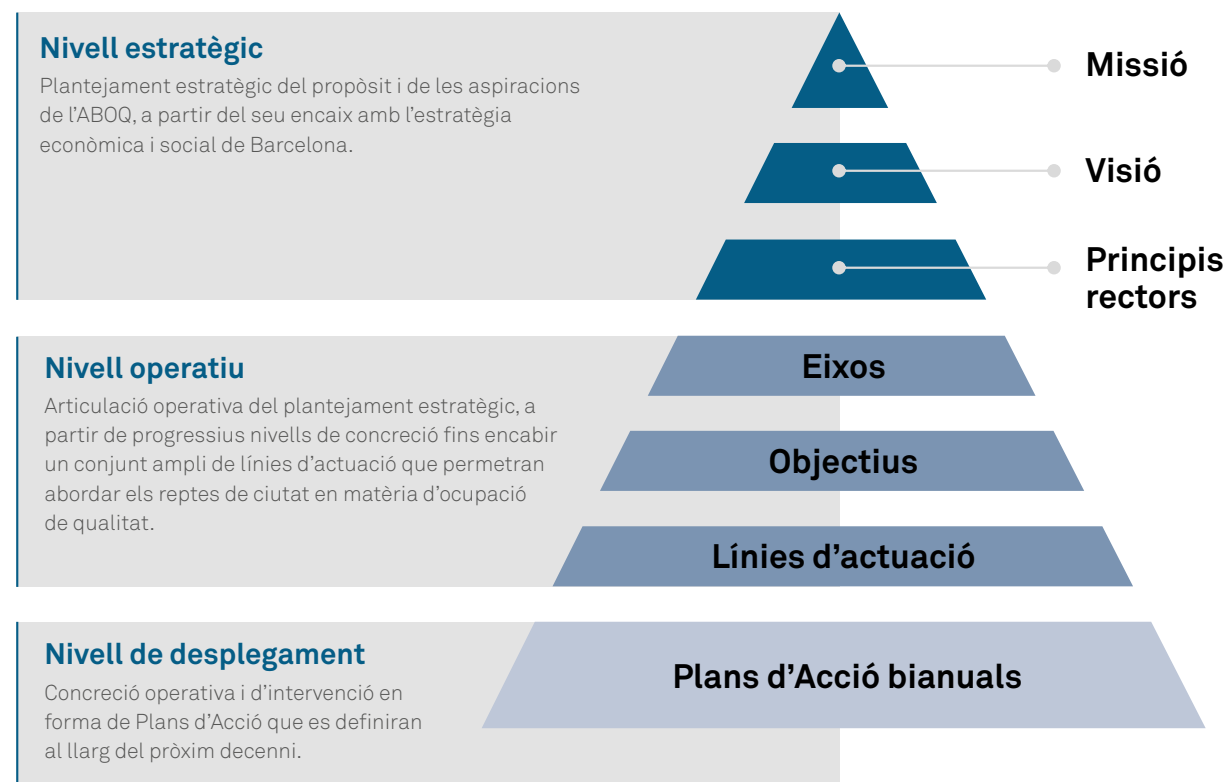 Nivell estratègic
Plantejament estratègic del propòsit i de les aspiracions
de l’ABOQ, a partir del seu encaix amb l’estratègia
econòmica i social de Barcelona.
Missió
Visió
Principis
rectors
Nivell operatiu
Articulació operativa del plantejament estratègic, a
partir de progressius nivells de concreció fins encabir
un conjunt ampli de línies d’actuació que permetran
abordar els reptes de ciutat en matèria d’ocupació
de qualitat.
Eixos
Objectius
Línies d’actuació
Nivell de desplegament
Concreció operativa i d’intervenció en
forma de Plans d’Acció que es definiran
al llarg del pròxim decenni.
Plans d’Acció bianuals